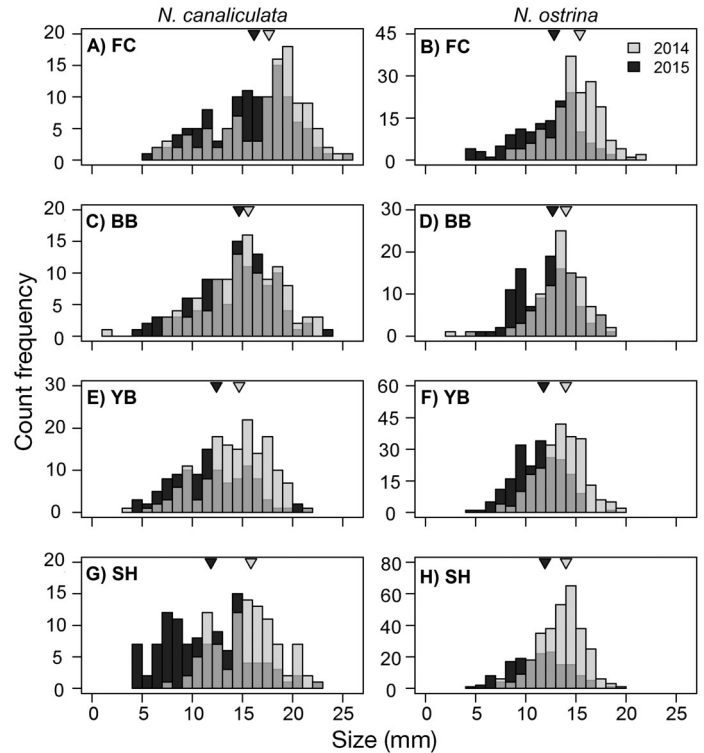 N. canaliculata
N. ostrina
A) FC
20
15
10
5
0
B) FC
45
30
15
0
2014
2015
C) BB
20
15
10
5
0
D) BB
30
20
10
0
E) YB
30
20
10
0
F) YB
60
45
30
15
0
G) SH
20
15
10
5
0
H) SH
80
60
40
20
0
Count frequency
0 5 10 15 20 25
0 5 10 15 20 25
Size (mm)